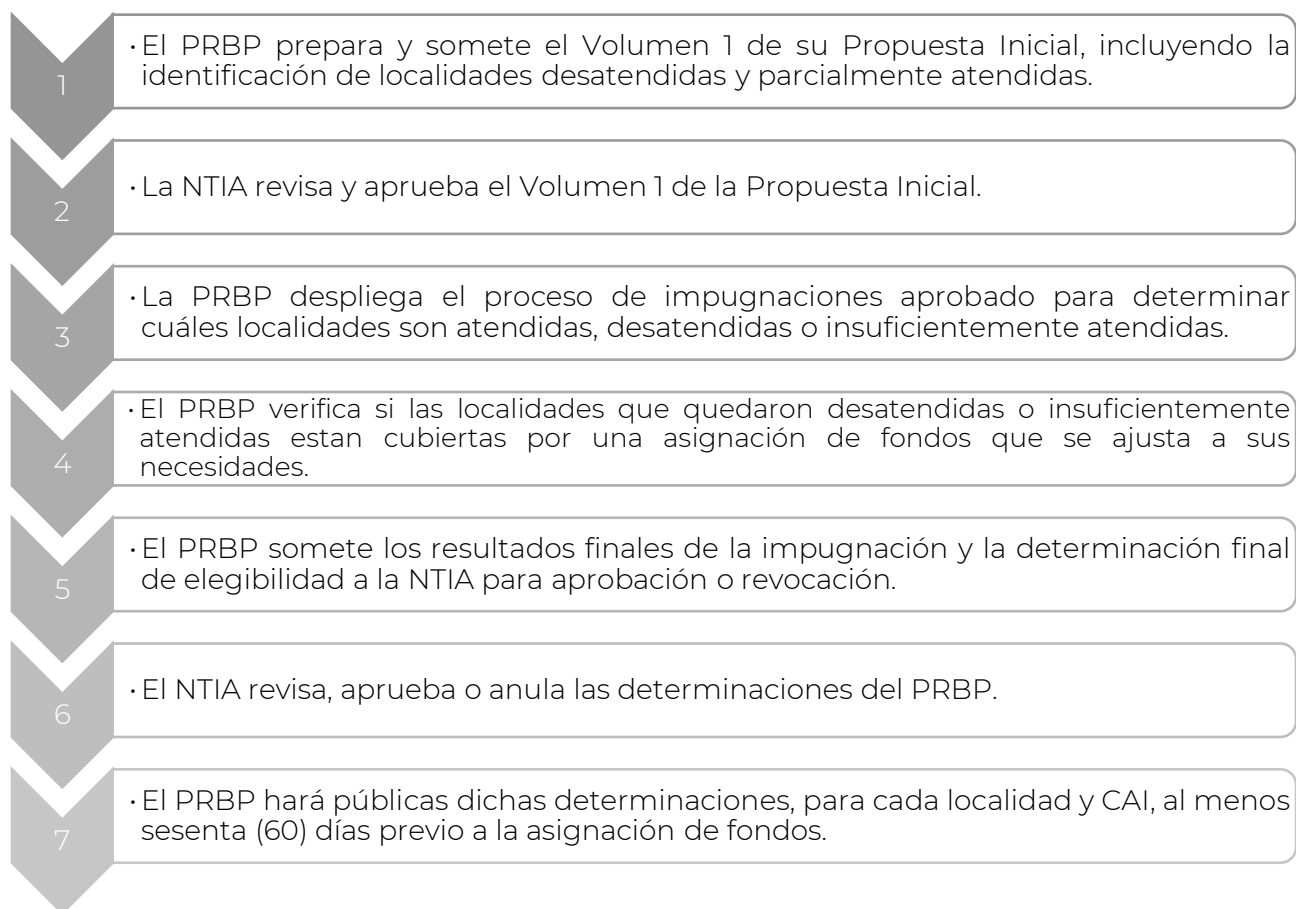 1
· El PRBP prepara y somete el Volumen 1 de su Propuesta Inicial, incluyendo la
identificación de localidades desatendidas y parcialmente atendidas.
2
· La NTIA revisa y aprueba el Volumen 1 de la Propuesta Inicial.
3
· La PRBP despliega el proceso de impugnaciones aprobado para determinar
cuáles localidades son atendidas, desatendidas o insuficientemente atendidas.
4
· El PRBP verifica si las localidades que quedaron desatendidas o insuficientemente
atendidas estan cubiertas por una asignación de fondos que se ajusta a sus
necesidades.
5
· El PRBP somete los resultados finales de la impugnación y la determinación final
de elegibilidad a la NTIA para aprobación o revocación.
6
· El NTIA revisa, aprueba o anula las determinaciones del PRBP.
7
· El PRBP hará públicas dichas determinaciones, para cada localidad y CAI, al menos
sesenta (60) días previo a la asignación de fondos.